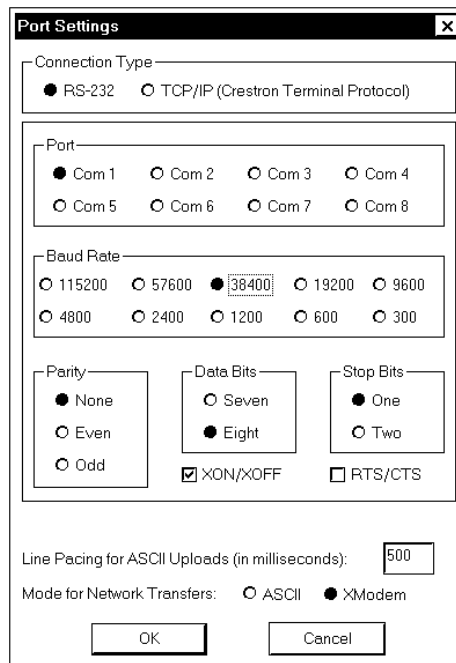 Port Settings
Connection Type
RS-232 TCP/IP (Crestron Terminal Protocol)
Port
Com 1 Com 2 Com 3 Com 4
Com 5 Com 6 Com 7 Com 8
Baud Rate
115200 57600 38400 19200 9600
4800 2400 1200 600 300
Parity Data Bits Stop Bits
None Seven One
Even Eight Two
Odd
XON/XOFF RTS/CTS
Line Pacing for ASCII Uploads (in milliseconds): 500
Mode for Network Transfers: ASCII XModem
OK Cancel